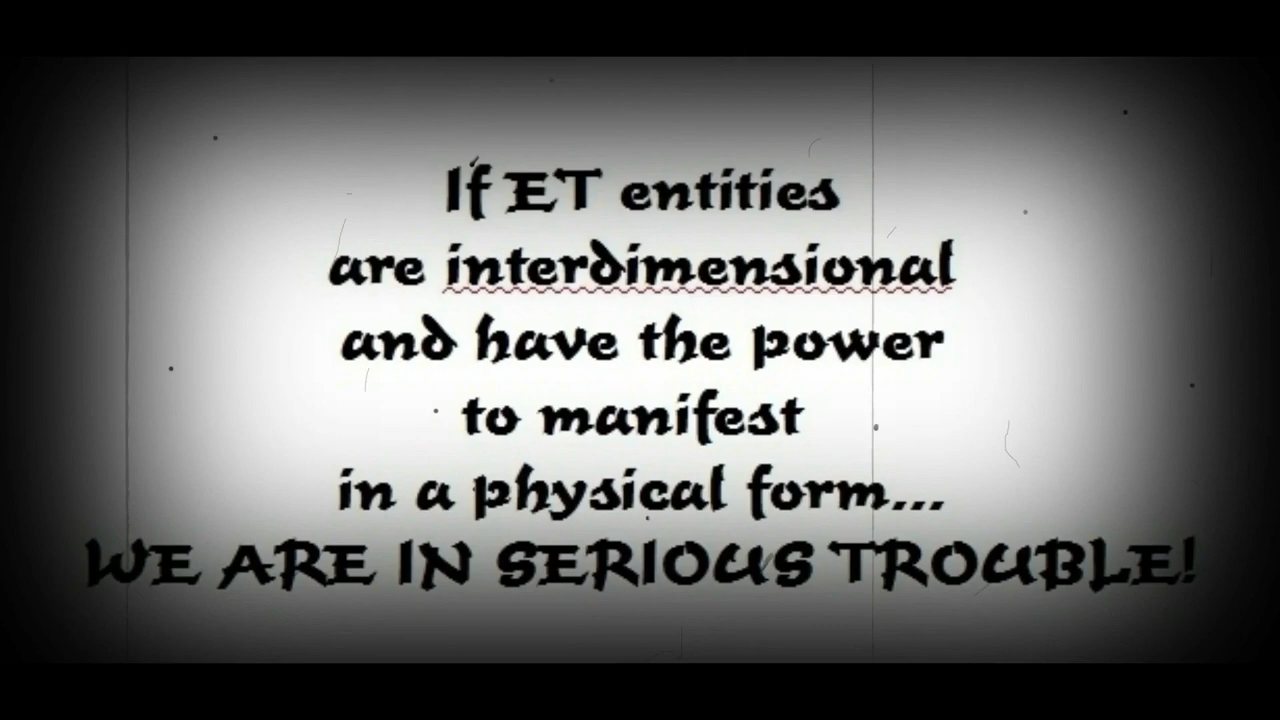 If ET entities
are interdimensional
and have the power
to manifest
in a physical form...
WE ARE IN SERIOUS TROUBLE!